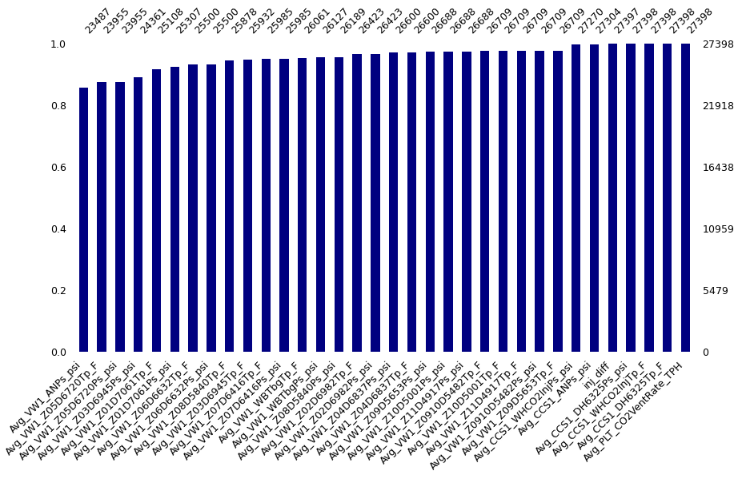 23487
23955
23955
24361
25108
25307
25500
25500
25878
25932
25985
25985
26061
26127
26189
26423
26423
26600
26600
26688
26688
26688
26709
26709
26709
26709
26709
27270
27304
27397
27398
27398
27398
27398
1.0
0.8
0.6
0.4
0.2
0.0
27398
21918
16438
10959
5479
0
Avg_VW1_ANPs_psi
Avg_VW1_Z05D6720Tp_F
Avg_VW1_Z05D6720Ps_psi
Avg_VW1_Z03D6945Ps_psi
Avg_VW1_Z01D7061Tp_F
Avg_VW1_Z01D7061Ps_psi
Avg_VW1_Z06D6632Tp_F
Avg_VW1_Z06D6632Ps_psi
Avg_VW1_Z08D5840Tp_F
Avg_VW1_Z03D6945Tp_F
Avg_VW1_Z07D6416Tp_F
Avg_VW1_Z07D6416Ps_psi
Avg_VW1_WBTbgTp_F
Avg_VW1_WBTbgPs_psi
Avg_VW1_Z08D5840Ps_psi
Avg_VW1_Z02D6982Tp_F
Avg_VW1_Z02D6982Ps_psi
Avg_VW1_Z04D6837Ps_psi
Avg_VW1_Z04D6837Tp_F
Avg_VW1_Z09D5653Ps_psi
Avg_VW1_Z10D5001Ps_psi
Avg_VW1_Z11D4917Ps_psi
Avg_VW1_Z0910D5482Tp_F
Avg_VW1_Z10D5001Tp_F
Avg_VW1_Z11D4917Tp_F
Avg_VW1_Z0910D5482Ps_psi
Avg_VW1_Z09D5653Tp_F
Avg_CCS1_WHCO2InjPs_psi
Avg_CCS1_ANPs_psi
inj_diff
Avg_CCS1_DH6325Ps_psi
Avg_CCS1_WHCO2InjTp_F
Avg_CCS1_DH6325Tp_F
Avg_PLT_CO2VentRate_TPH